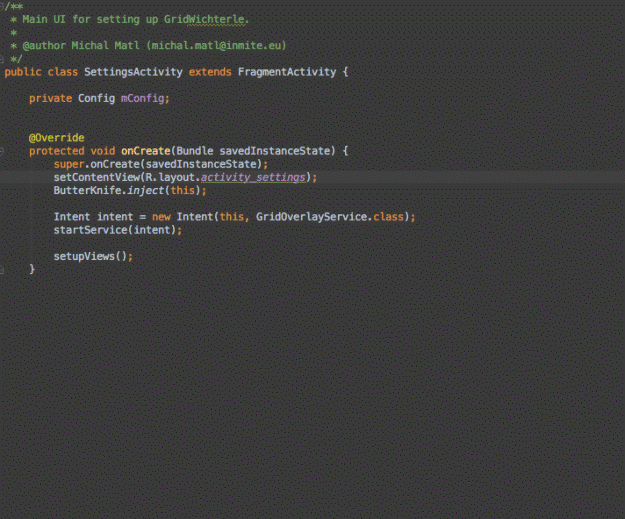 /**
 * Main UI for setting up GridWichterle.
 *
 * @author Michal Matl (michal.matl@inmite.eu)
 */
public class SettingsActivity extends FragmentActivity {
    private Config mConfig;
    @Override
    protected void onCreate(Bundle savedInstanceState) {
        super.onCreate(savedInstanceState);
        setContentView(R.layout.activity_settings);
        ButterKnife.inject(this);
        Intent intent = new Intent(this, GridOverlayService.class);
        startService(intent);
        setupViews();
    }